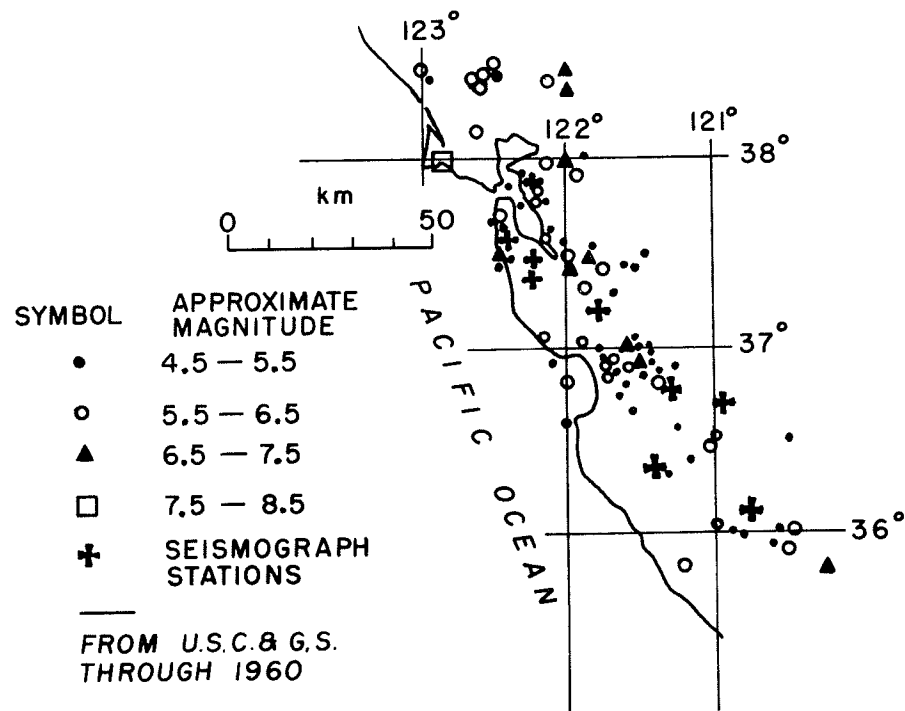 123°
122°
121°
38°
km
0 50
PACIFIC OCEAN
SYMBOL APPROXIMATE
MAGNITUDE
37°
4.5 — 5.5
5.5 — 6.5
6.5 — 7.5
7.5 — 8.5
36°
SEISMOGRAPH
STATIONS
FROM U.S.C.& G.S.
THROUGH 1960